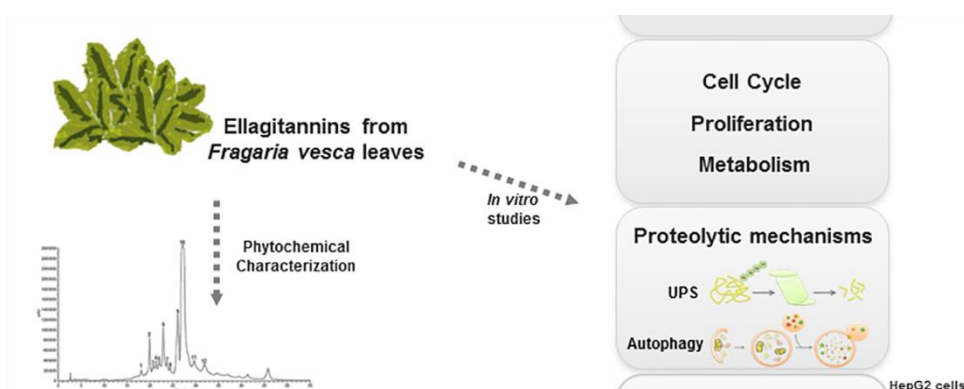 Ellagitannins from
Fragaria vesca leaves
In vitro
studies
Phytochemical
Characterization
Cell Cycle
Proliferation
Metabolism
Proteolytic mechanisms
UPS
Autophagy
HepG2 cells